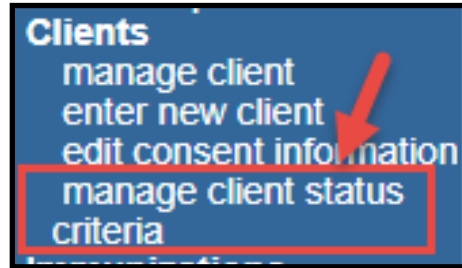 Clients
manage client
enter new client
edit consent information
manage client status
criteria